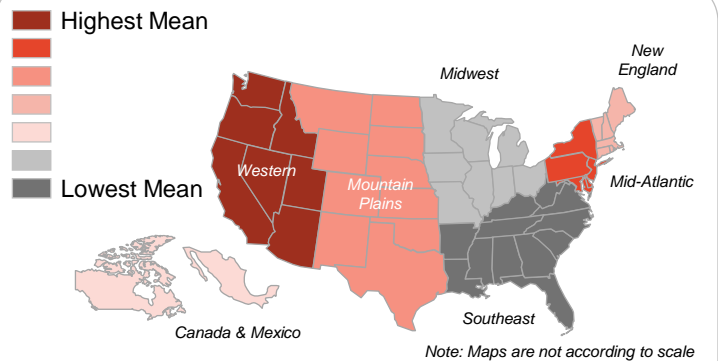 Highest Mean
Lowest Mean
New
England
Midwest
Western
Mountain
Plains
Mid-Atlantic
Southeast
Canada & Mexico
Note: Maps are not according to scale